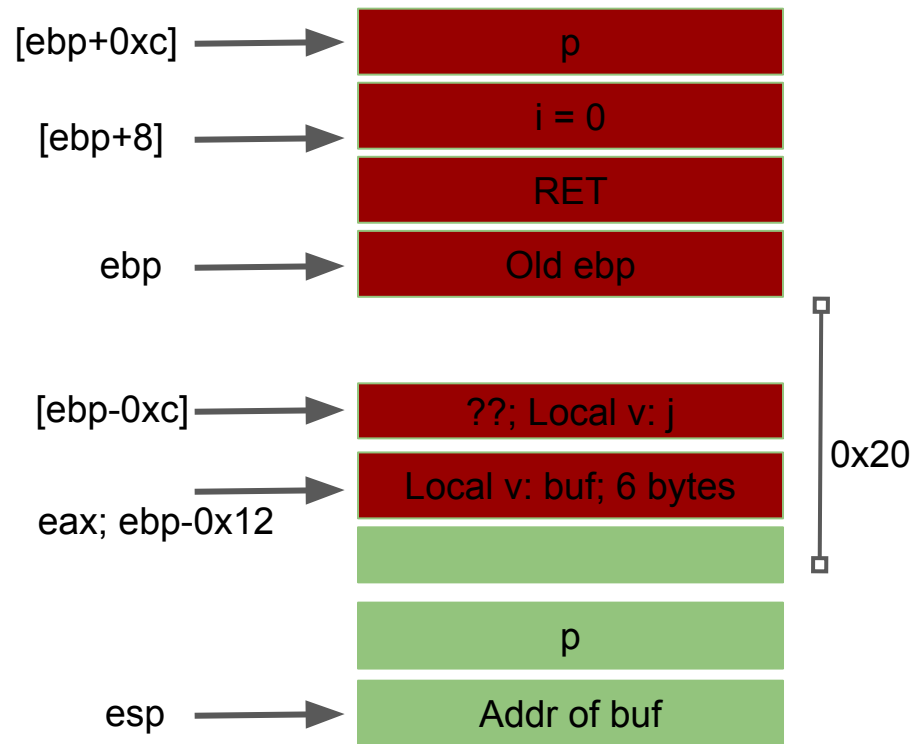 [ebp+0xc]
p
[ebp+8]
i = 0
RET
ebp
Old ebp
[ebp-0xc]
??; Local v: j
0x20
Local v: buf; 6 bytes
eax; ebp-0x12
p
esp
Addr of buf